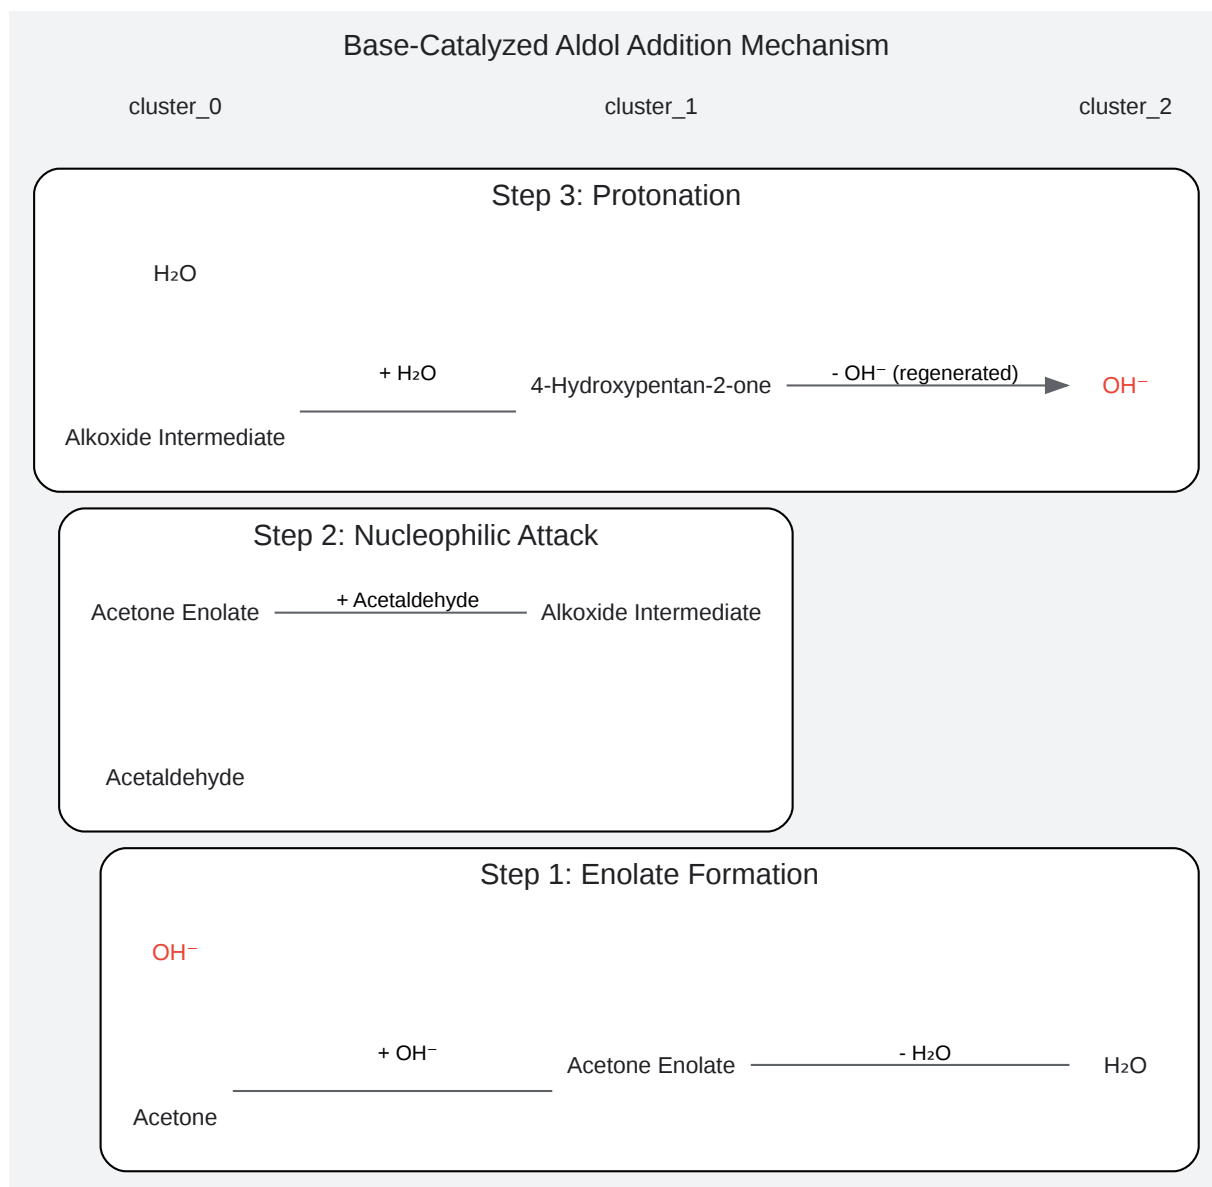 Base-Catalyzed Aldol Addition Mechanism
cluster_0
cluster_1
cluster_2
Step 3: Protonation
H₂O
+ H₂O
4-Hydroxypentan-2-one
- OH⁻ (regenerated)
OH⁻
Alkoxide Intermediate
Step 2: Nucleophilic Attack
Acetone Enolate
+ Acetaldehyde
Alkoxide Intermediate
Acetaldehyde
Step 1: Enolate Formation
OH⁻
+ OH⁻
Acetone Enolate
- H₂O
H₂O
Acetone